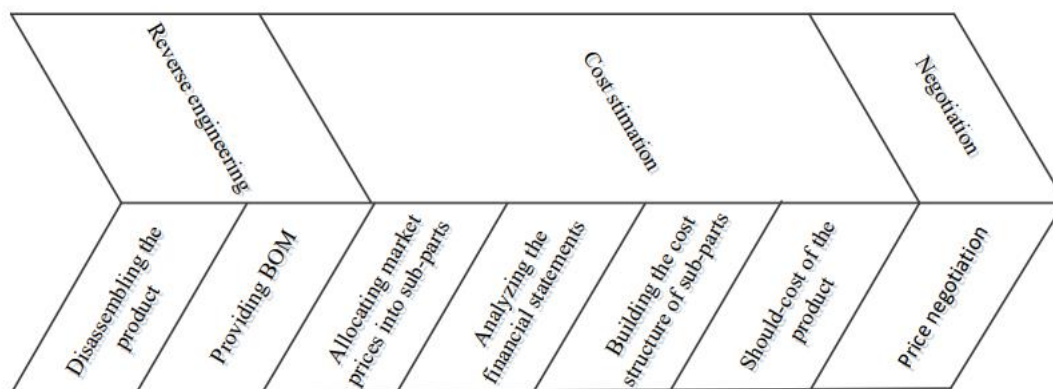 Reverse engineering
Cost stimation
Negotiation
Disassembling the
product
Providing BOM
Allocating market
prices into sub-parts
Analyzing the
financial statements
Building the cost
structure of sub-parts
Should-cost of the
product
Price negotiation